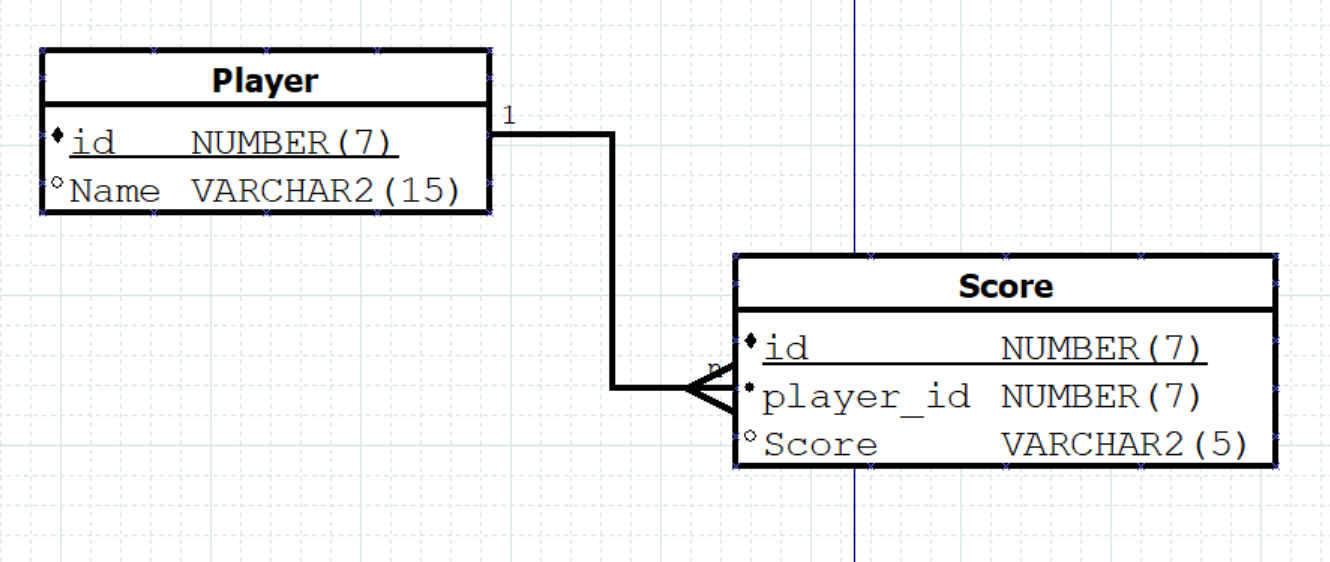 Player
1
id NUMBER(7)
Name VARCHAR2(15)
Score
id NUMBER(7)
n
player_id NUMBER(7)
Score VARCHAR2(5)